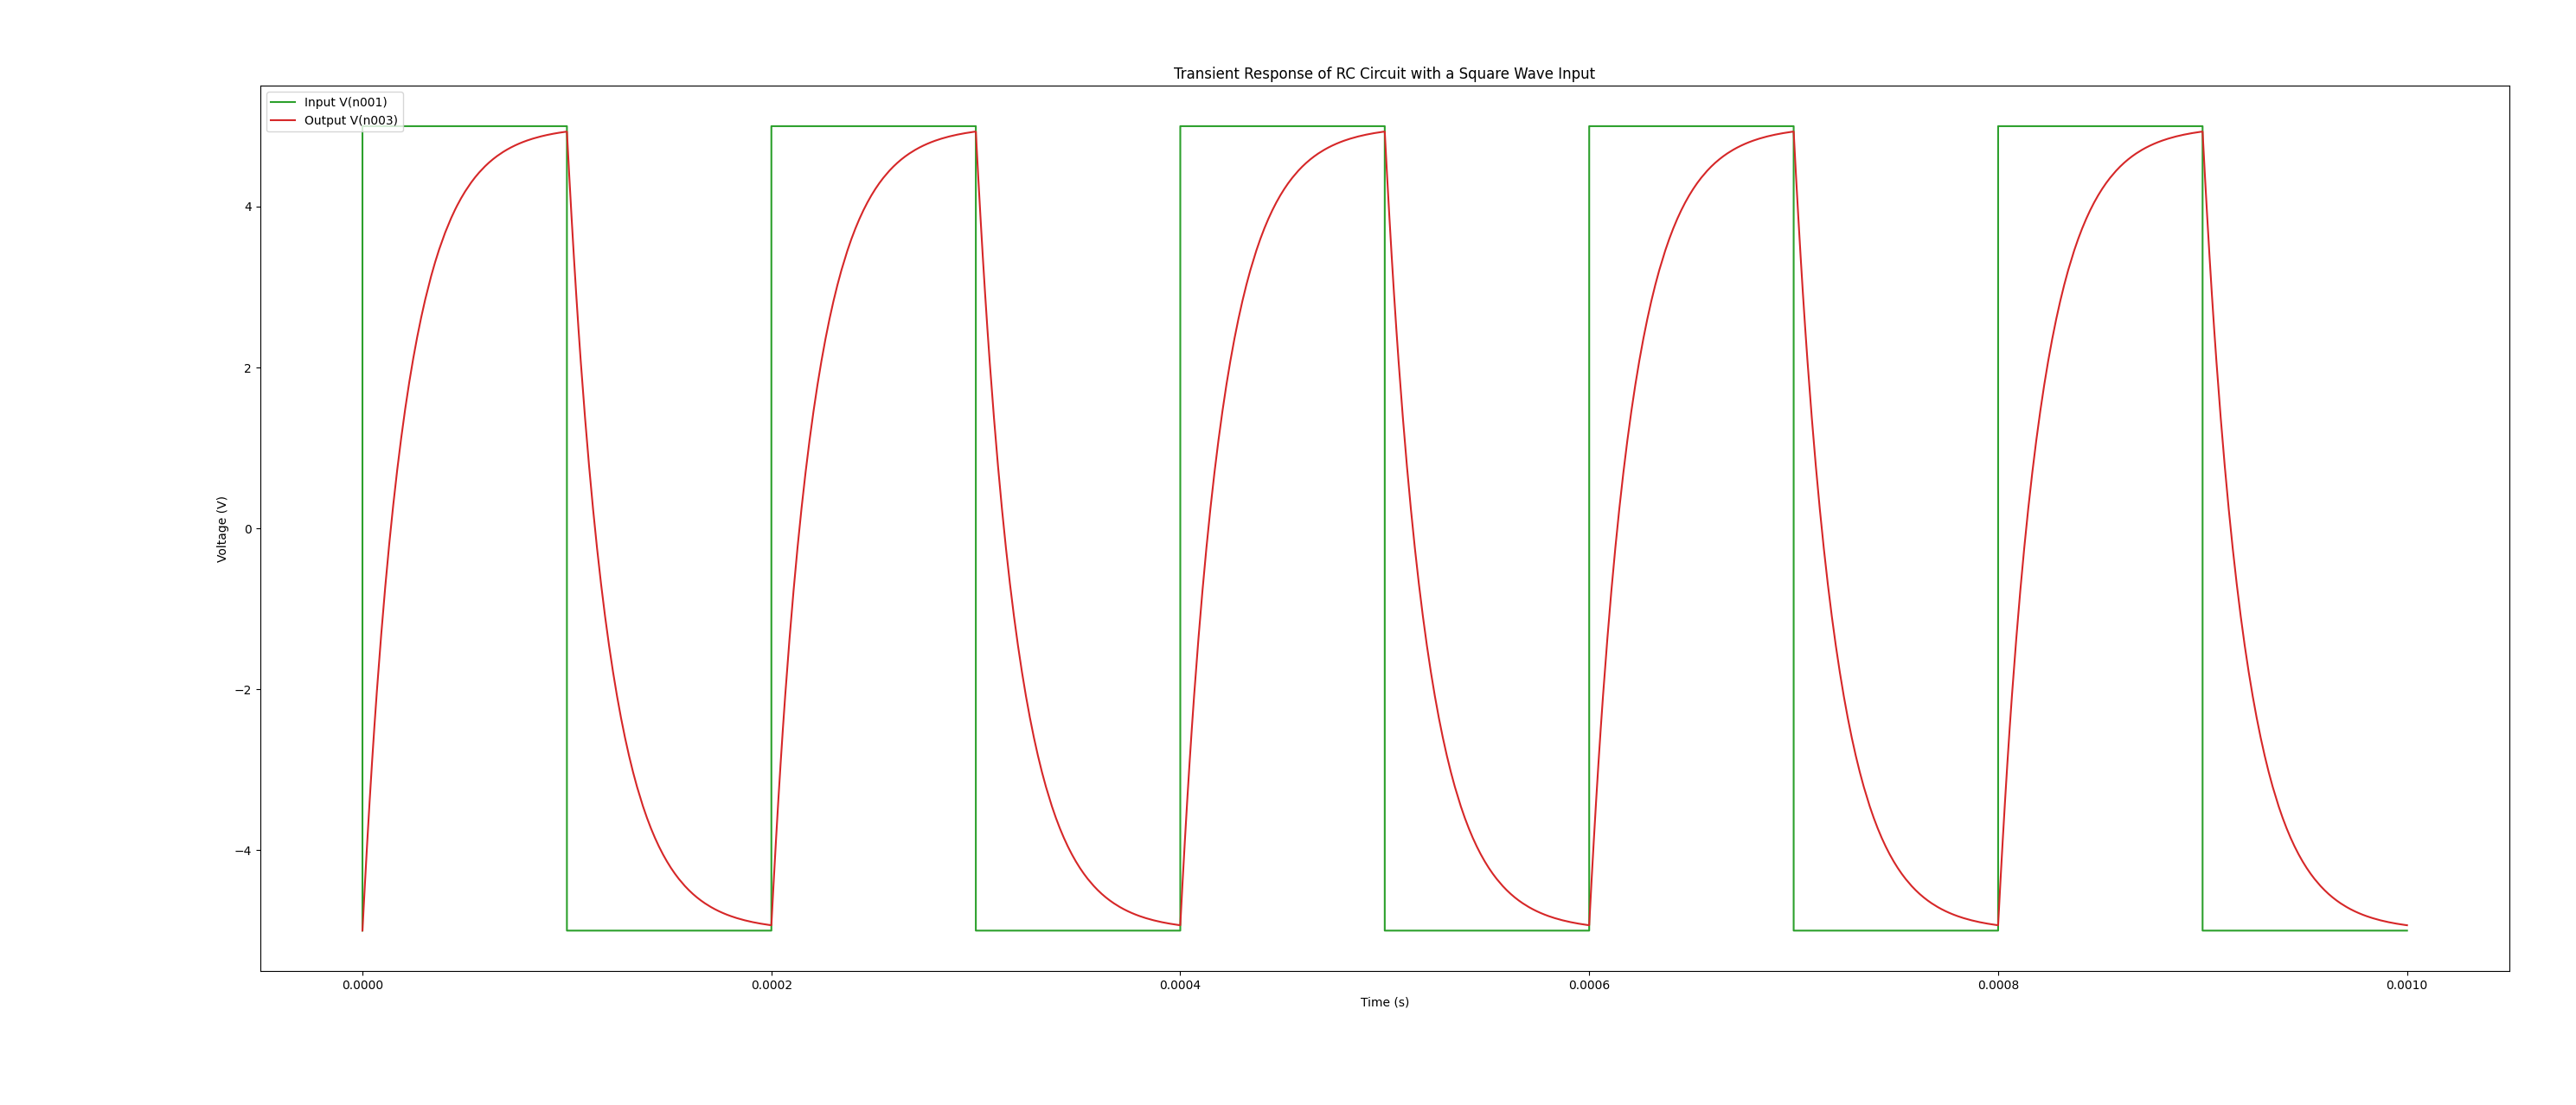 Transient Response of RC Circuit with a Square Wave Input
Input V(n001)
Output V(n003)
Voltage (V)
4
2
0
−2
−4
0.0000 0.0002 0.0004 0.0006 0.0008 0.0010
Time (s)